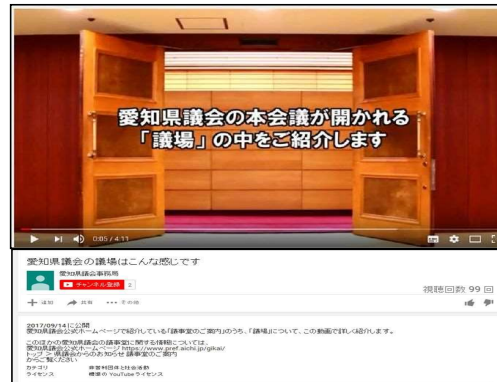 愛知県議会の本会議が開かれる
「議場」の中をご紹介します
0:05 / 4:11
愛知県議会の議場はこんな感じです
愛知県議会事務局
チャンネル登録 2
視聴回数 99 回
追加 共有 その他
2017/09/14 に公開
愛知県議会公式ホームページで紹介している「議事堂のご案内」のうち、「議場」について、この動画で詳しく紹介します。
このほかの愛知県議会の議事堂に関する情報については、
愛知県議会公式ホームページ https://www.pref.aichi.jp/gikai/
トップ > 県議会からのお知らせ 議事堂のご案内
からご覧ください
カテゴリ 非営利団体と社会活動
ライセンス 標準の YouTube ライセンス